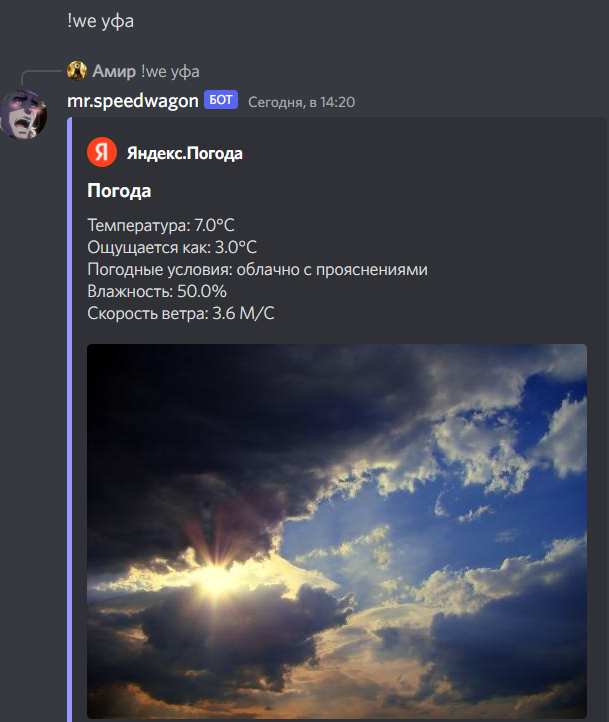 !we уфа
Амир !we уфа
mr.speedwagon БОТ Сегодня, в 14:20
Я Яндекс.Погода
Погода
Температура: 7.0°C
Ощущается как: 3.0°C
Погодные условия: облачно с прояснениями
Влажность: 50.0%
Скорость ветра: 3.6 М/С